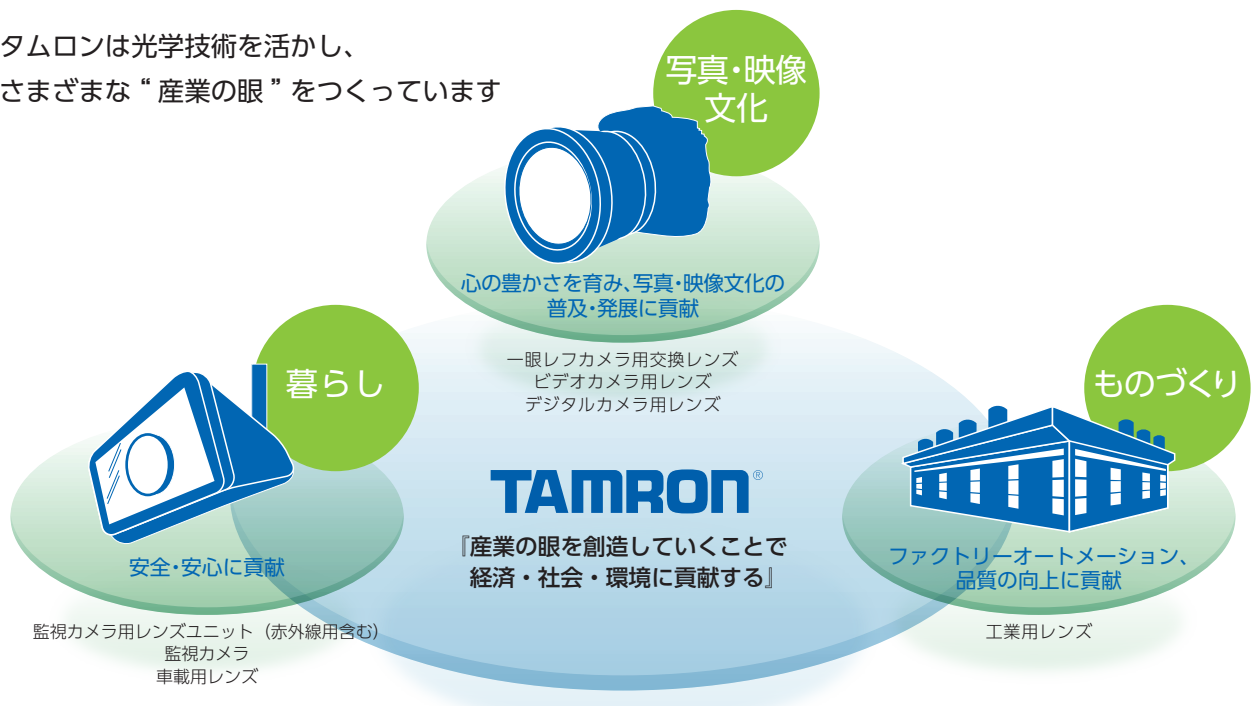 タムロンは光学技術を活かし、
さまざまな“産業の眼”をつくっています
写真・映像
文化
心の豊かさを育み、写真・映像文化の
普及・発展に貢献
一眼レフカメラ用交換レンズ
ビデオカメラ用レンズ
デジタルカメラ用レンズ
暮らし
安全・安心に貢献
監視カメラ用レンズユニット（赤外線用含む）
監視カメラ
車載用レンズ
TAMRON®
『産業の眼を創造していくことで
経済・社会・環境に貢献する』
ものづくり
ファクトリーオートメーション、
品質の向上に貢献
工業用レンズ